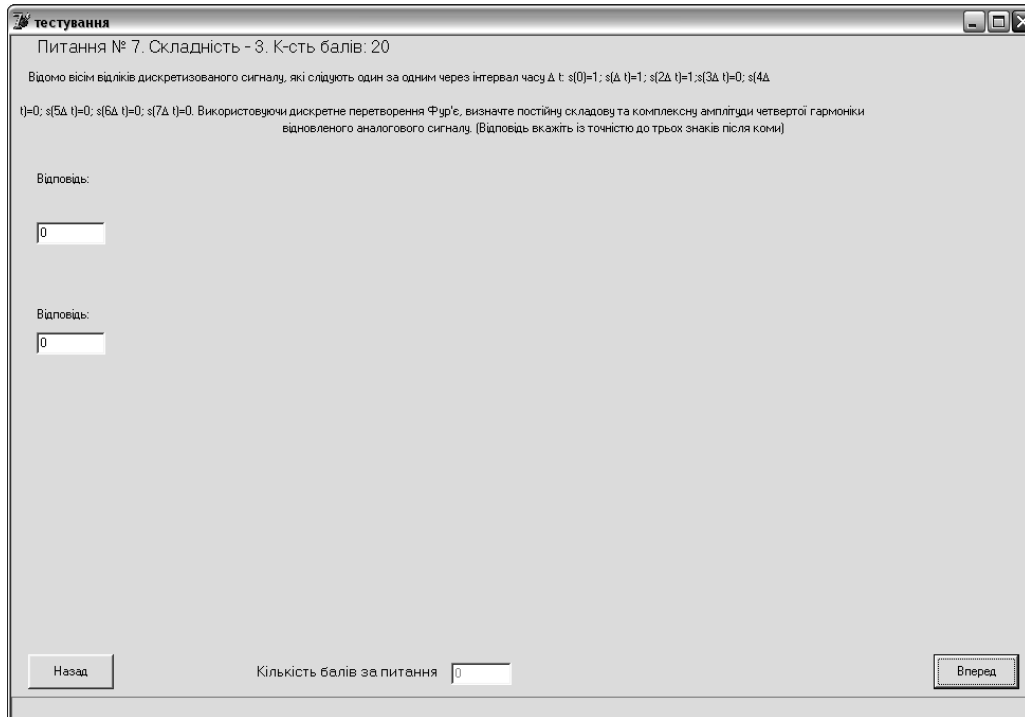 тестування
Питання № 7. Складність - 3. К-сть балів: 20
Відомо вісім відліків дискретизованого сигналу, які слідують один за одним через інтервал часу Δ t: s(0)=1; s(Δ t)=1; s(2Δ t)=1;s(3Δ t)=0; s(4Δ
t)=0; s(5Δ t)=0; s(6Δ t)=0; s(7Δ t)=0. Використовуючи дискретне перетворення Фур'є, визначте постійну складову та комплексну амплітуди четвертої гармоніки
відновленого аналогового сигналу. (Відповідь вкажіть із точністю до трьох знаків після коми)
Відповідь:
0
Відповідь:
0
Назад
Кількість балів за питання
0
Вперед